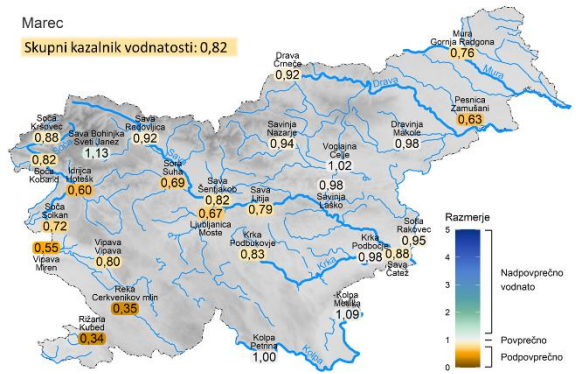 Marec
Skupni kazalnik vodnatosti: 0,82
Mura
Gornja Radgona
0,76
Mura
Drava
Črneče
0,92
Drava
Pesnica
Zamušani
0,63
Soča
Kršovec
0,88
Sava Bohinjka
Sveti Janez
1,13
Sava
Radovljica
0,92
Savinja
Nazarje
0,94
Dravinja
Makole
0,98
Voglajna
Celje
1,02
0,82
Soča
Kobarid
Idrijca
Hotešk
0,60
Sora
Suha
0,69
0,98
Savinja
Laško
Sava
Šentjakob
0,82
0,67
Ljubljanica
Moste
Sava
Litija
0,79
Soča
Solkan
0,72
Sotla
Rakovec
0,95
0,55
Vipava
Miren
Vipava
Vipava
0,80
Krka
Podbukovje
0,83
Krka
Podbočje
0,98
0,88
Sava
Čatež
Krka
Reka
Cerkvenikov mlin
0,35
Kolpa
Metlika
1,09
Rižana
Kubed
0,34
Kolpa
Petrina
1,00
Kolpa
Razmerje
5
4
3
2
1
0
Nadpovprečno
vodnato
Povprečno
Podpovprečno